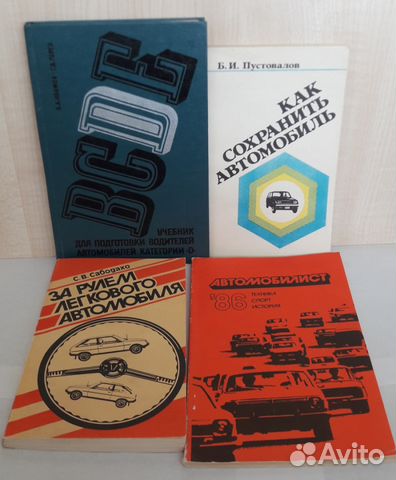 BCDE
УЧЕБНИК
ДЛЯ ПОДГОТОВКИ ВОДИТЕЛЕЙ
АВТОМОБИЛЕЙ КАТЕГОРИИ·D·
Б. И. Пустовалов
КАК
СОХРАНИТЬ
АВТОМОБИЛЬ
С. В. Сабодахо
ЗА РУЛЕМ
ЛЕГКОВОГО
АВТОМОБИЛЯ
АВТОМОБИЛИСТ
'86
ТЕХНИКА
СПОРТ
ИСТОРИЯ
Avito